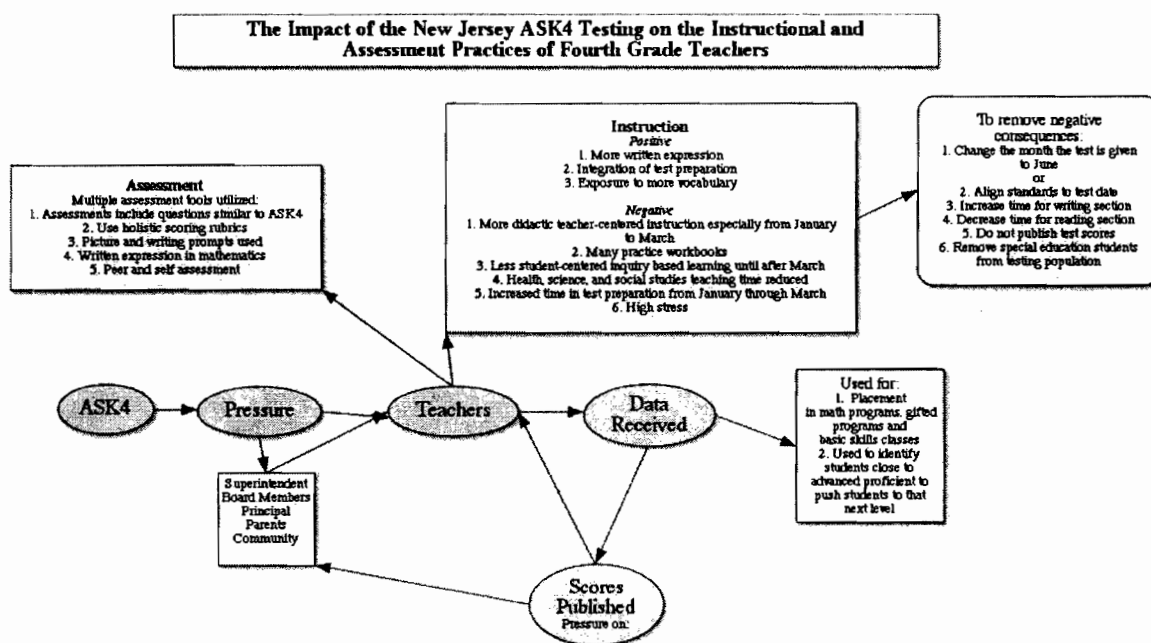 The Impact of the New Jersey ASK4 Testing on the Instructional and
Assessment Practices of Fourth Grade Teachers
Assessment
Multiple assessment tools utilized:
1. Assessments include questions similar to ASK4
2. Use holistic scoring rubrics
3. Picture and writing prompts used
4. Written expression in mathematics
5. Peer and self assessment
Instruction
Positive
1. More written expression
2. Integration of test preparation
3. Exposure to more vocabulary
Negative
1. More didactic teacher-centered instruction especially from January
to March
2. Many practice workbooks
3. Less student-centered inquiry based learning until after March
4. Health, science, and social studies teaching time reduced
5. Increased time in test preparation from January through March
6. High stress
To remove negative
consequences:
1. Change the month the test is given
to June
or
2. Align standards to test date
3. Increase time for writing section
4. Decrease time for reading section
5. Do not publish test scores
6. Remove special education students
from testing population
ASK4
Pressure
Teachers
Data
Received
Used for:
1. Placement
in math programs, gifted
programs and
basic skills classes
2. Used to identify
students close to
advanced proficient to
push students to that
next level
Superintendent
Board Members
Principal
Parents
Community
Scores
Published
Pressure on: